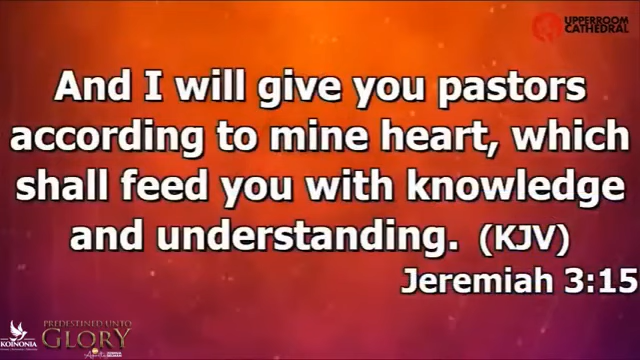 UPPERROOM
CATHEDRAL
And I will give you pastors
according to mine heart, which
shall feed you with knowledge
and understanding. (KJV)
Jeremiah 3:15
KOINONIA
PREDESTINED UNTO
GLORY